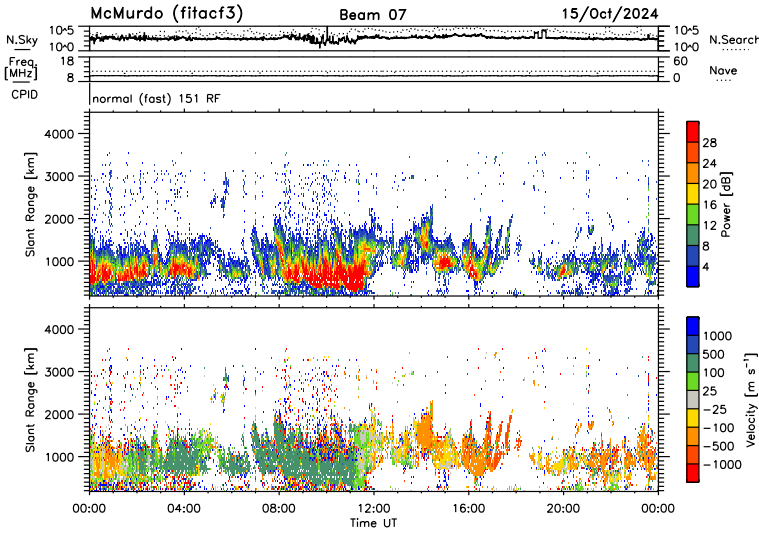 McMurdo (fitacf3) Beam 07 15/Oct/2024
N.Sky 10^5 10^0 10^5 10^0 N.Search
Freq. [MHz] 18 8 60 0 Nave
CPID normal (fast) 151 RF
Slant Range [km] 4000 3000 2000 1000
28 24 20 16 12 8 4 Power [dB]
Slant Range [km] 4000 3000 2000 1000
1000 500 100 25 -25 -100 -500 -1000 Velocity [m s⁻¹]
00:00 04:00 08:00 12:00 16:00 20:00 00:00
Time UT